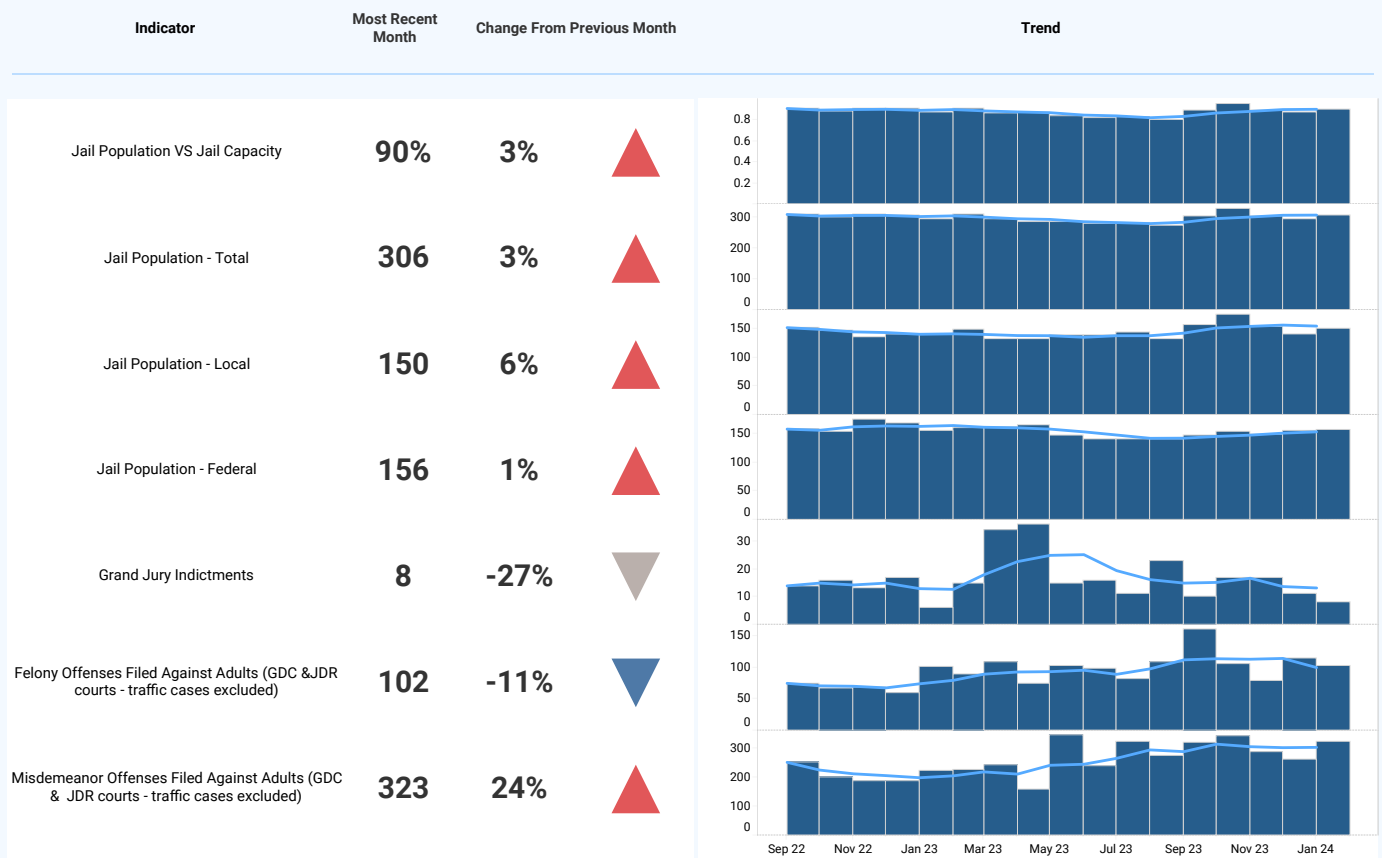 Indicator
Most Recent
Month
Change From Previous Month
Trend
Jail Population VS Jail Capacity
90%
3%
0.8
0.6
0.4
0.2
Jail Population - Total
306
3%
300
200
100
0
Jail Population - Local
150
6%
150
100
50
0
Jail Population - Federal
156
1%
150
100
50
0
Grand Jury Indictments
8
-27%
30
20
10
0
Felony Offenses Filed Against Adults (GDC &JDR
courts - traffic cases excluded)
102
-11%
150
100
50
0
Misdemeanor Offenses Filed Against Adults (GDC
& JDR courts - traffic cases excluded)
323
24%
300
200
100
0
Sep 22 Nov 22 Jan 23 Mar 23 May 23 Jul 23 Sep 23 Nov 23 Jan 24